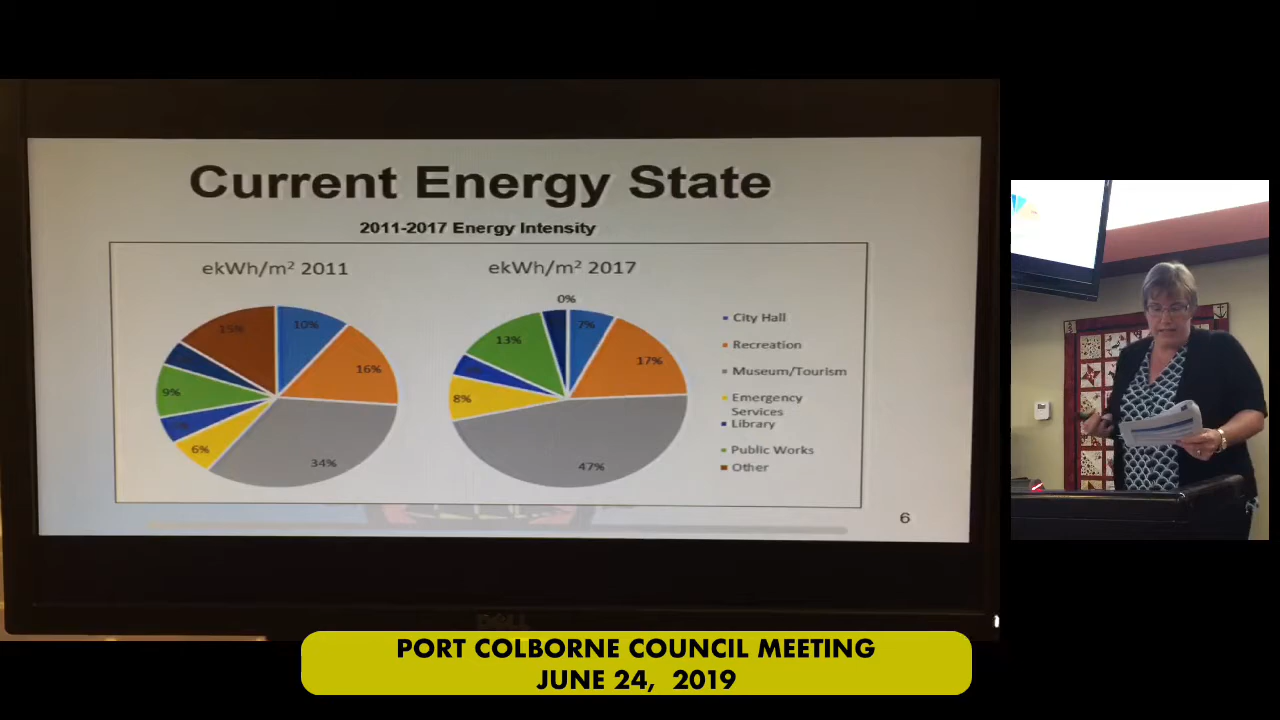 Current Energy State
2011-2017 Energy Intensity
ekWh/m² 2011
ekWh/m² 2017
15%
10%
16%
9%
6%
34%
0%
7%
13%
17%
8%
47%
City Hall
Recreation
Museum/Tourism
Emergency
Services
Library
Public Works
Other
6
DELL
PORT COLBORNE COUNCIL MEETING
JUNE 24, 2019